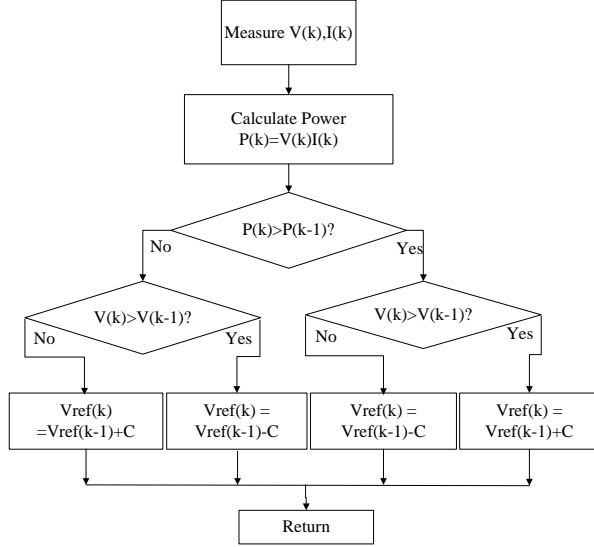 Measure V(k),I(k)
Calculate Power
P(k)=V(k)I(k)
P(k)>P(k-1)?
No
Yes
V(k)>V(k-1)?
V(k)>V(k-1)?
No
Yes
No
Yes
Vref(k)
=Vref(k-1)+C
Vref(k) =
Vref(k-1)-C
Vref(k) =
Vref(k-1)-C
Vref(k) =
Vref(k-1)+C
Return